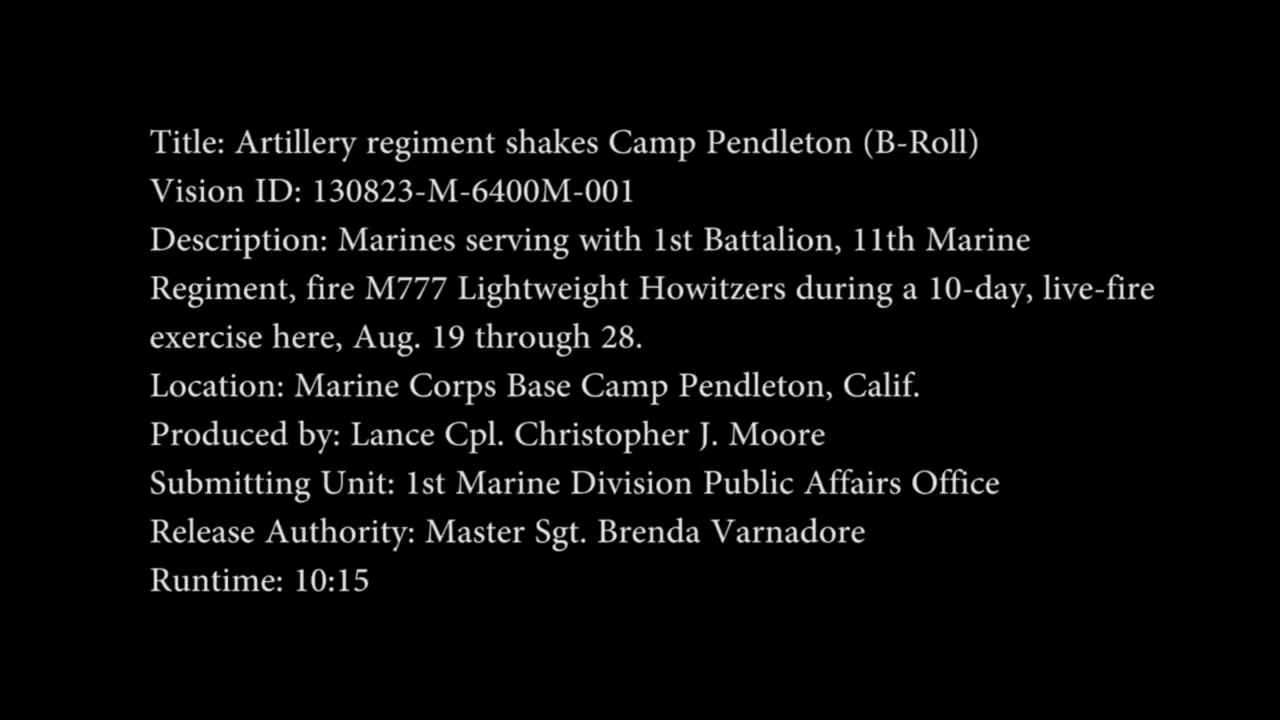 Title: Artillery regiment shakes Camp Pendleton (B-Roll)
Vision ID: 130823-M-6400M-001
Description: Marines serving with 1st Battalion, 11th Marine
Regiment, fire M777 Lightweight Howitzers during a 10-day, live-fire
exercise here, Aug. 19 through 28.
Location: Marine Corps Base Camp Pendleton, Calif.
Produced by: Lance Cpl. Christopher J. Moore
Submitting Unit: 1st Marine Division Public Affairs Office
Release Authority: Master Sgt. Brenda Varnadore
Runtime: 10:15